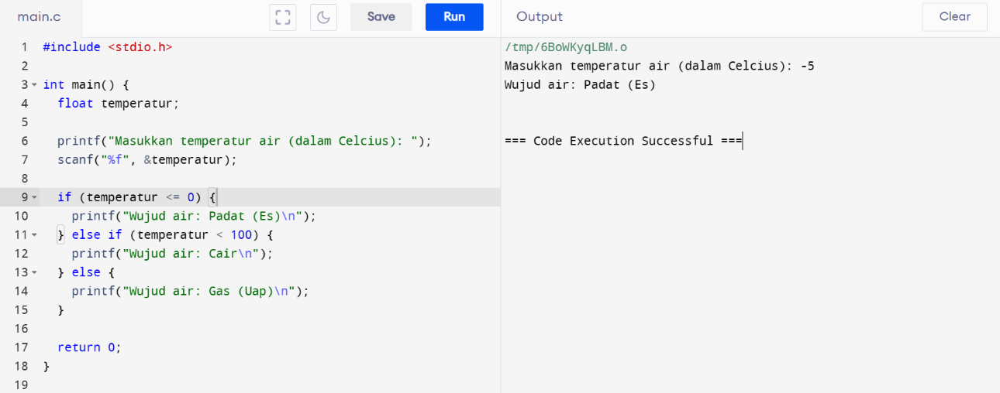 main.c Save Run Output Clear
1 #include <stdio.h>
2
3 int main() {
4   float temperatur;
5
6   printf("Masukkan temperatur air (dalam Celcius): ");
7   scanf("%f", &temperatur);
8
9   if (temperatur <= 0) {
10     printf("Wujud air: Padat (Es)\n");
11   } else if (temperatur < 100) {
12     printf("Wujud air: Cair\n");
13   } else {
14     printf("Wujud air: Gas (Uap)\n");
15   }
16
17   return 0;
18 }
19
/tmp/6BoWKyqLBM.o
Masukkan temperatur air (dalam Celcius): -5
Wujud air: Padat (Es)
=== Code Execution Successful ===